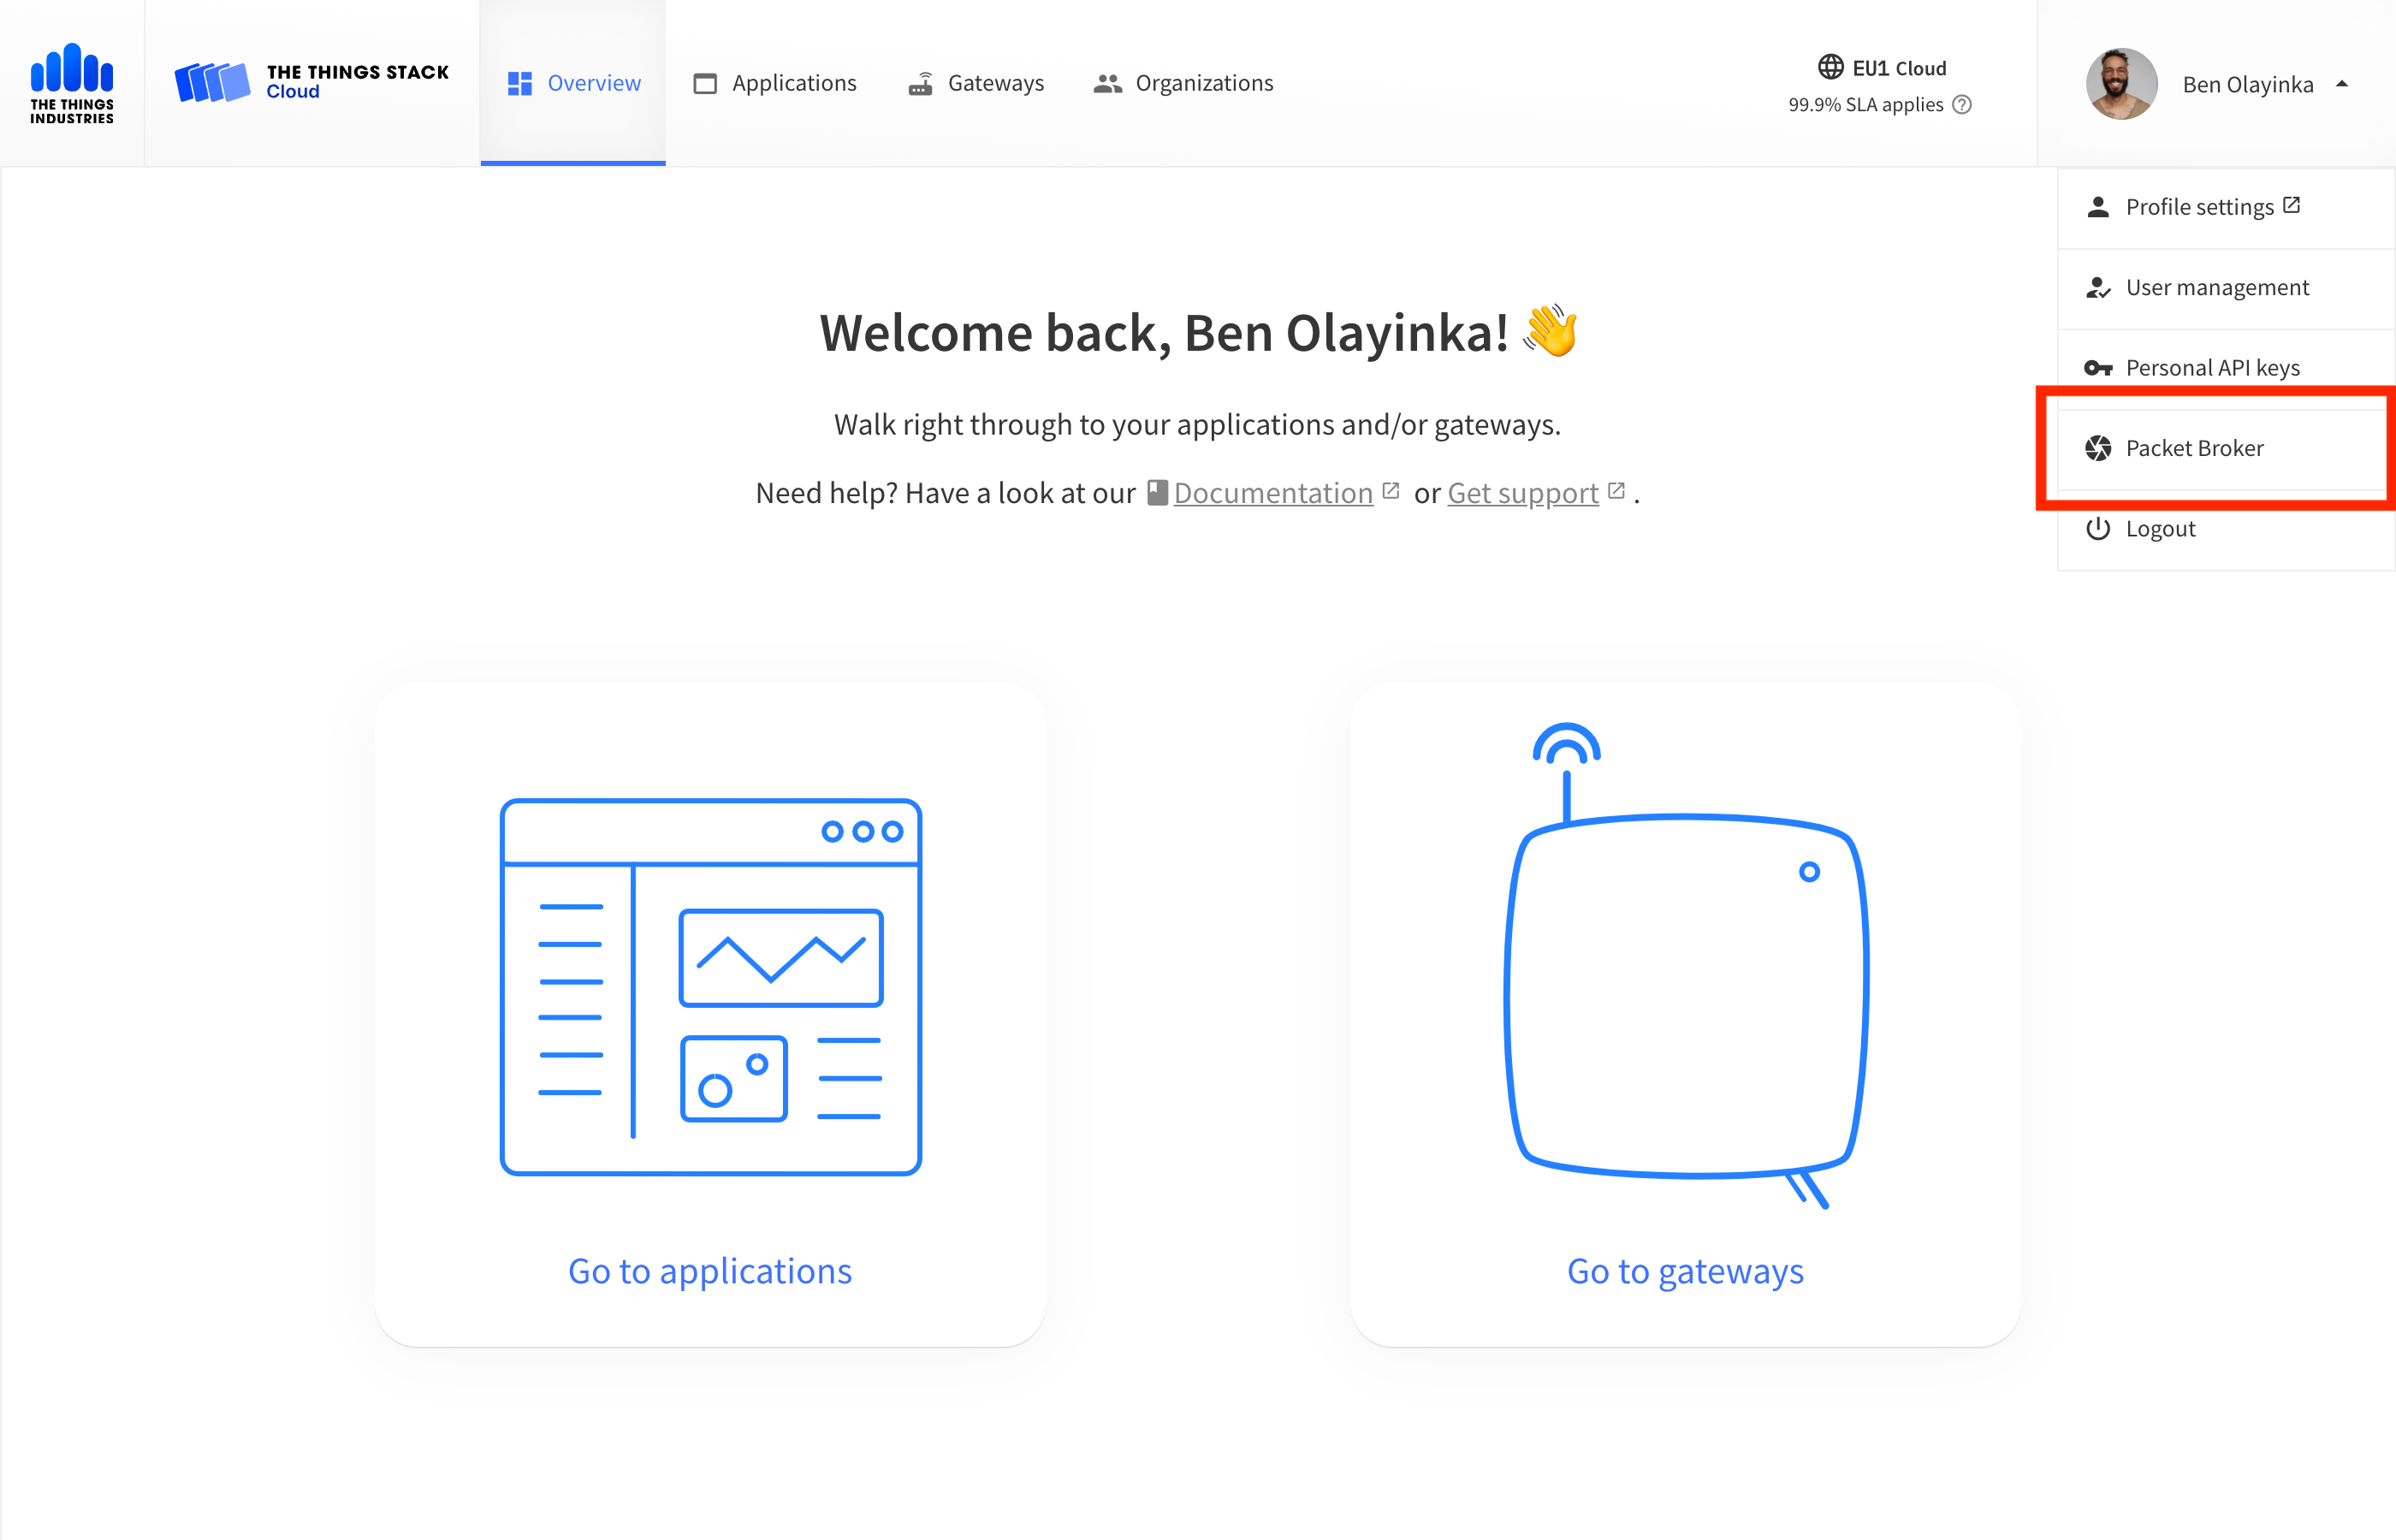 THE THINGS
INDUSTRIES
THE THINGS STACK
Cloud
Overview
Applications
Gateways
Organizations
EU1 Cloud
99.9% SLA applies
Ben Olayinka
Profile settings
User management
Personal API keys
Packet Broker
Logout
Welcome back, Ben Olayinka! 👋
Walk right through to your applications and/or gateways.
Need help? Have a look at our Documentation or Get support .
Go to applications
Go to gateways